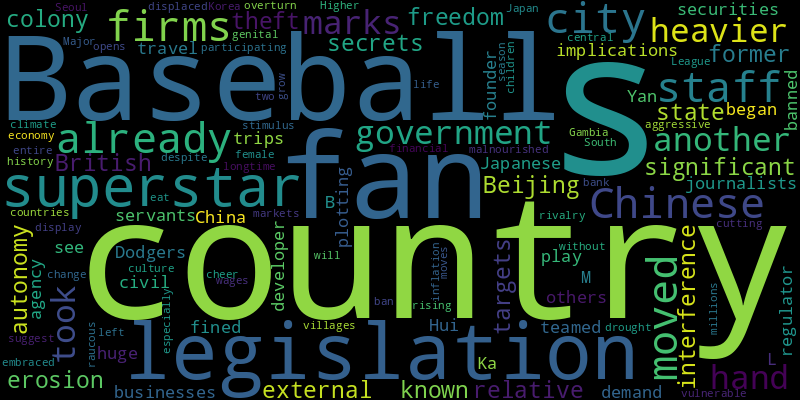 Seoul displaced Korea overturn Japan Higher securities
colony firms theft marks freedom city heavier
Major opens travel participating genital secrets central implications former
Baseball season children League
two grow founder s staff banned
climate stimulus life Yan state began
economy already government Gambia South aggressive another
entire history British despite female trips longtime financial malnourished Japanese significant
superstar fan eat B plotting Beijing bank Chinese journalists
countries servants China markets rivalry cutting
display autonomy see Dodgers country without play interference
agency change culture civil cheer wages developer will inflation moves targets M others millions regulator
ban rising
suggest took raucous left especially fined villages Hui teamed drought moved
embraced huge legislation Ka L hand
erosion businesses external known relative demand vulnerable